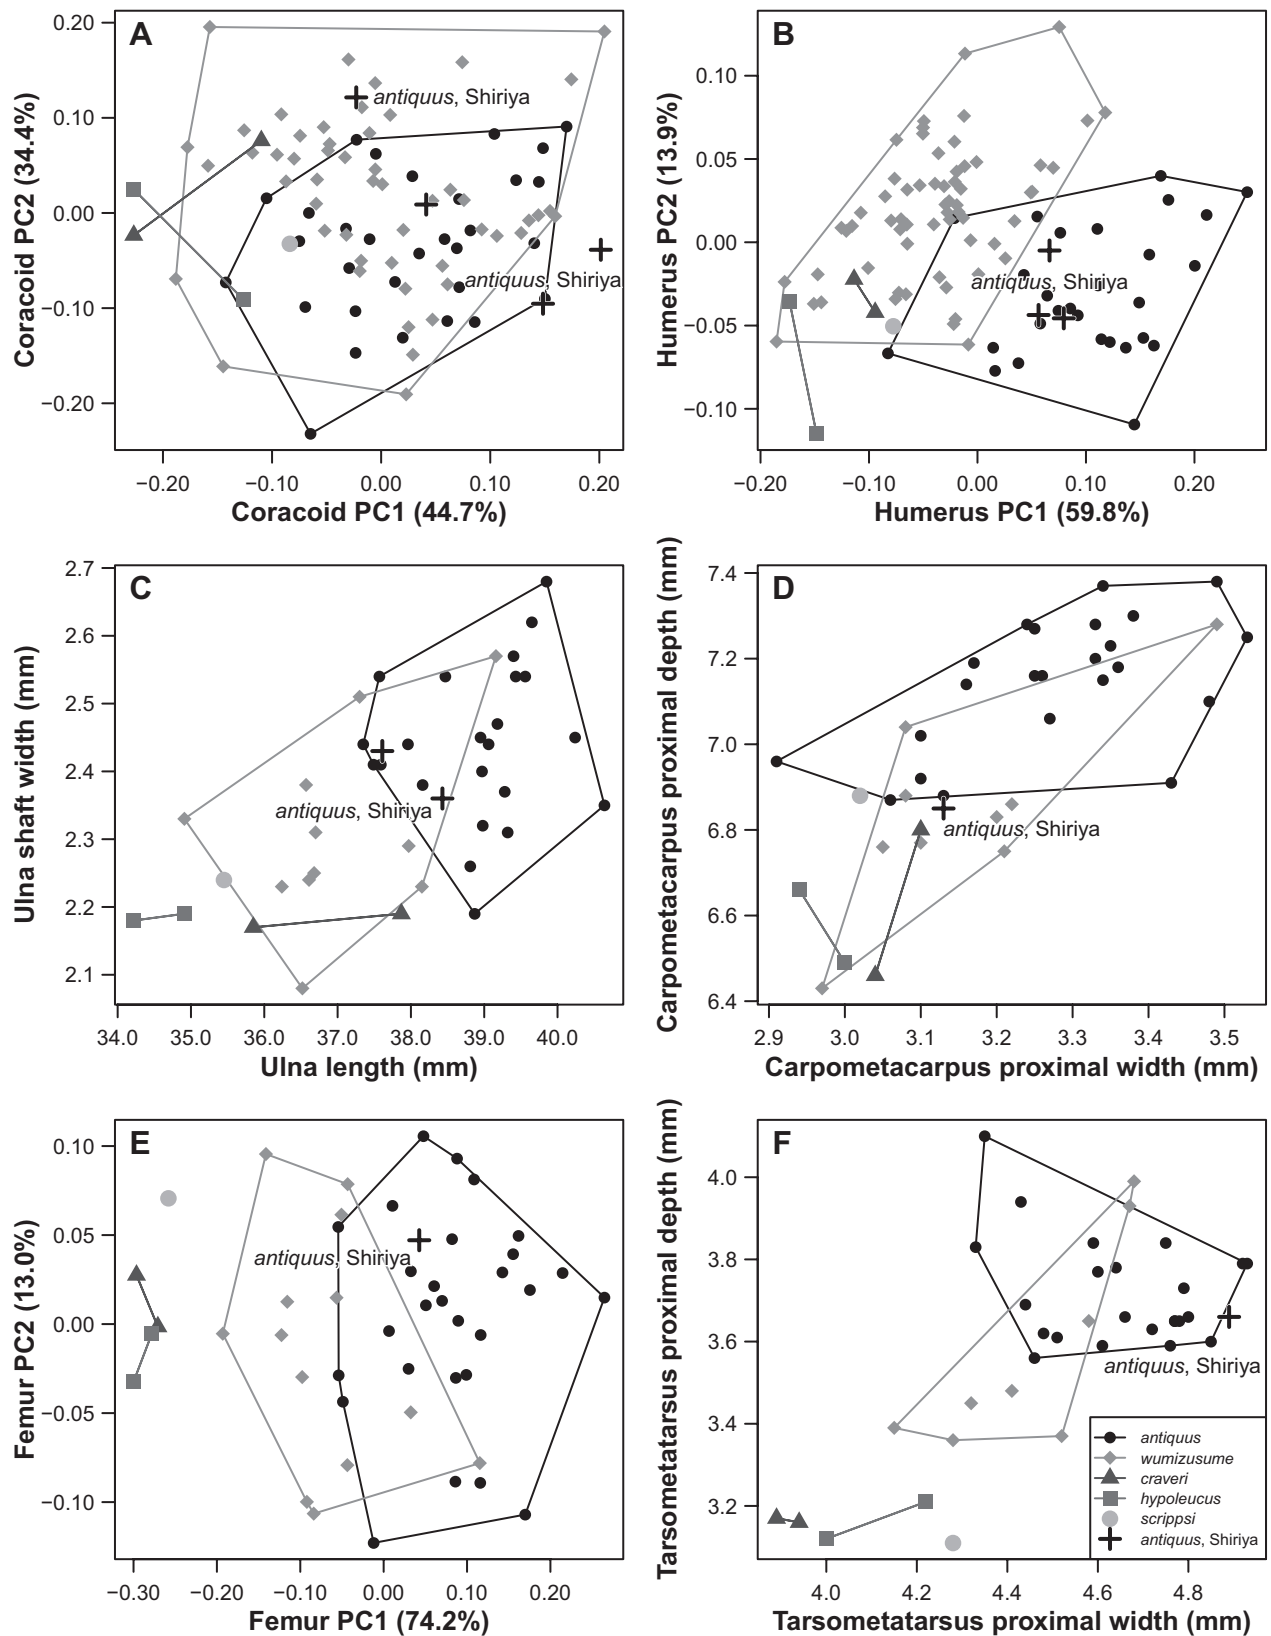 A
0.20
0.10
0.00
−0.10
−0.20
Coracoid PC2 (34.4%)
antiquus, Shiriya
antiquus, Shiriya
−0.20 −0.10 0.00 0.10 0.20
Coracoid PC1 (44.7%)
B
0.10
0.05
0.00
−0.05
−0.10
Humerus PC2 (13.9%)
antiquus, Shiriya
−0.20 −0.10 0.00 0.10 0.20
Humerus PC1 (59.8%)
C
2.7
2.6
2.5
2.4
2.3
2.2
2.1
Ulna shaft width (mm)
antiquus, Shiriya
34.0 35.0 36.0 37.0 38.0 39.0 40.0
Ulna length (mm)
D
7.4
7.2
7.0
6.8
6.6
6.4
Carpometacarpus proximal depth (mm)
antiquus, Shiriya
2.9 3.0 3.1 3.2 3.3 3.4 3.5
Carpometacarpus proximal width (mm)
E
0.10
0.05
0.00
−0.05
−0.10
Femur PC2 (13.0%)
antiquus, Shiriya
−0.30 −0.20 −0.10 0.00 0.10 0.20
Femur PC1 (74.2%)
F
4.0
3.8
3.6
3.4
3.2
Tarsometatarsus proximal depth (mm)
antiquus, Shiriya
antiquus
wumizusume
craveri
hypoleucus
scrippsi
antiquus, Shiriya
4.0 4.2 4.4 4.6 4.8
Tarsometatarsus proximal width (mm)